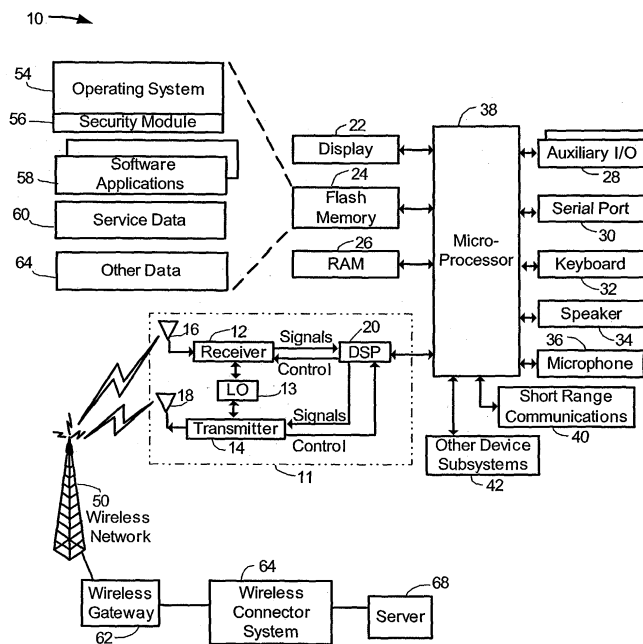 10
54
Operating System
56
Security Module
58
Software
Applications
60
Service Data
64
Other Data
22
Display
24
Flash
Memory
26
RAM
38
Micro-
Processor
Auxiliary I/O
28
Serial Port
30
Keyboard
32
Speaker
34
36
Microphone
Short Range
Communications
40
Other Device
Subsystems
42
16
12
Receiver
Signals
Control
20
DSP
18
LO
13
Signals
Transmitter
14
Control
11
50
Wireless
Network
Wireless
Gateway
62
64
Wireless
Connector
System
68
Server